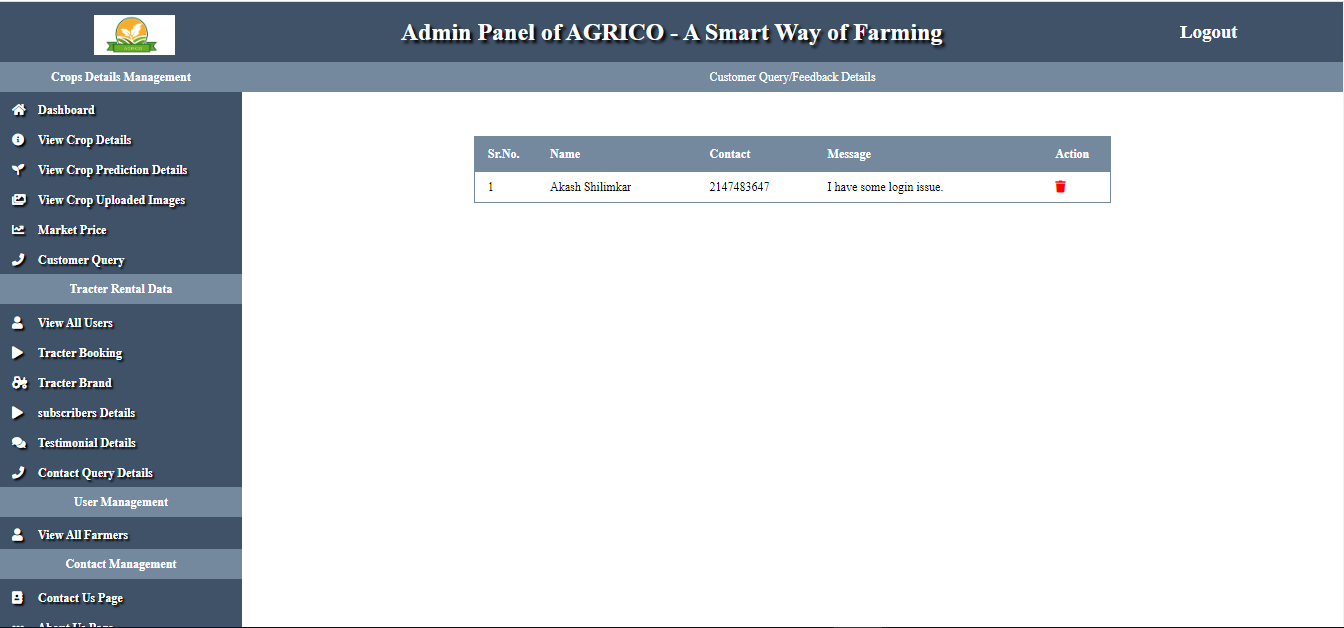 Admin Panel of AGRICO - A Smart Way of Farming
Logout
Crops Details Management
Customer Query/Feedback Details
Dashboard
View Crop Details
View Crop Prediction Details
View Crop Uploaded Images
Market Price
Customer Query
Tracter Rental Data
View All Users
Tracter Booking
Tracter Brand
subscribers Details
Testimonial Details
Contact Query Details
User Management
View All Farmers
Contact Management
Contact Us Page
About Us Page
Sr.No. Name Contact Message Action
1 Akash Shilimkar 2147483647 I have some login issue.